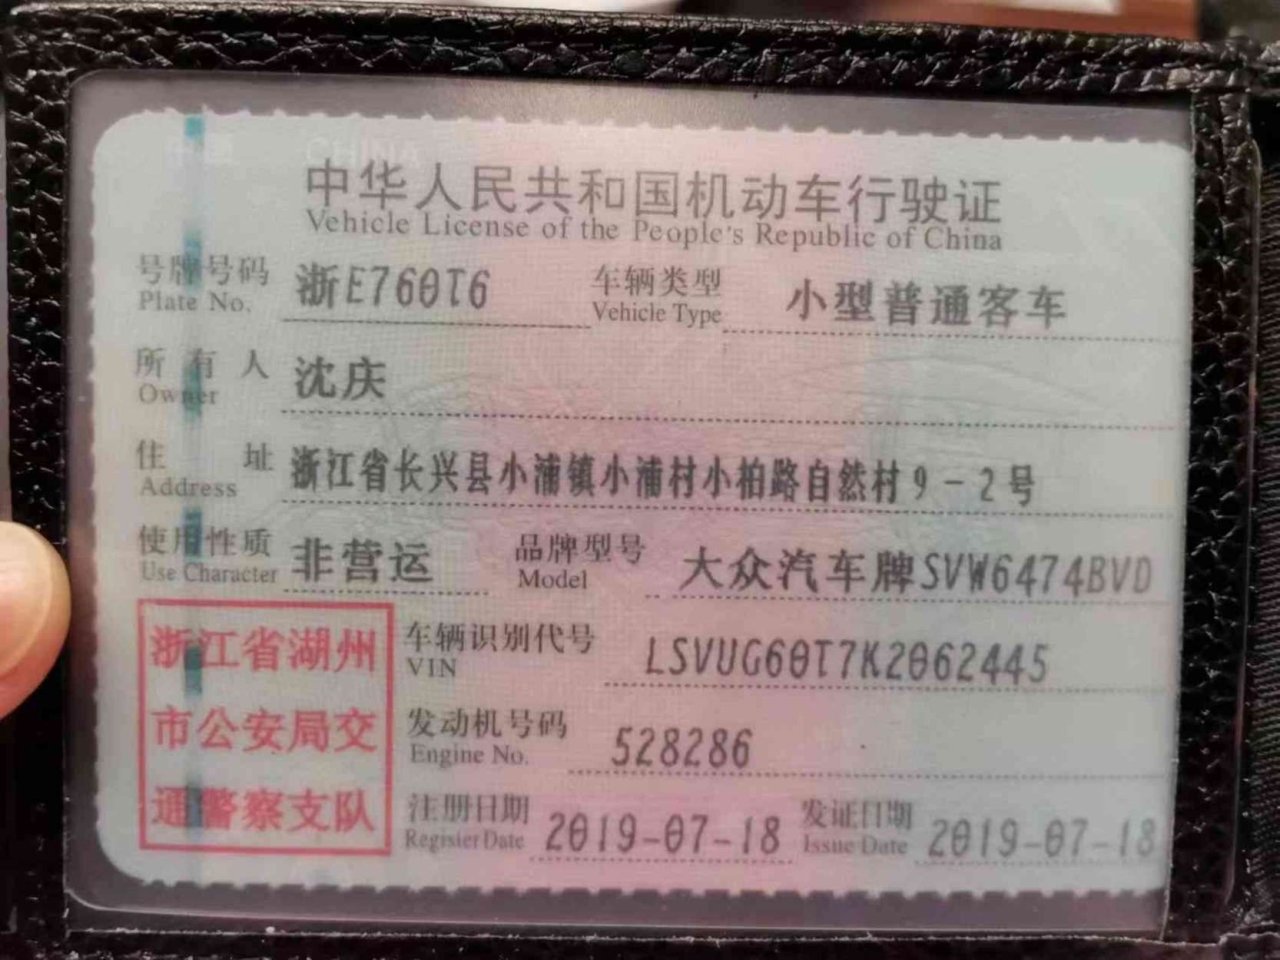 中华人民共和国机动车行驶证
Vehicle License of the People's Republic of China
号牌号码 浙E760T6 车辆类型 小型普通客车
Plate No. Vehicle Type
所有人 沈庆
Owner
住址 浙江省长兴县小浦镇小浦村小柏路自然村9-2号
Address
使用性质 非营运 品牌型号 大众汽车牌SVW6474BVD
Use Character Model
浙江省湖州
市公安局交
通警察支队
车辆识别代号 LSVUG60T7K2062445
VIN
发动机号码 528286
Engine No.
注册日期 2019-07-18 发证日期 2019-07-18
Register Date Issue Date